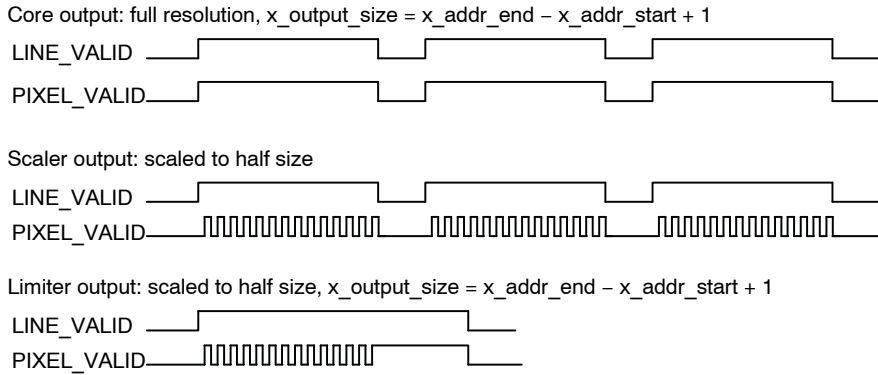 Core output: full resolution, x_output_size = x_addr_end − x_addr_start + 1
LINE_VALID
PIXEL_VALID
Scaler output: scaled to half size
LINE_VALID
PIXEL_VALID
Limiter output: scaled to half size, x_output_size = x_addr_end − x_addr_start + 1
LINE_VALID
PIXEL_VALID